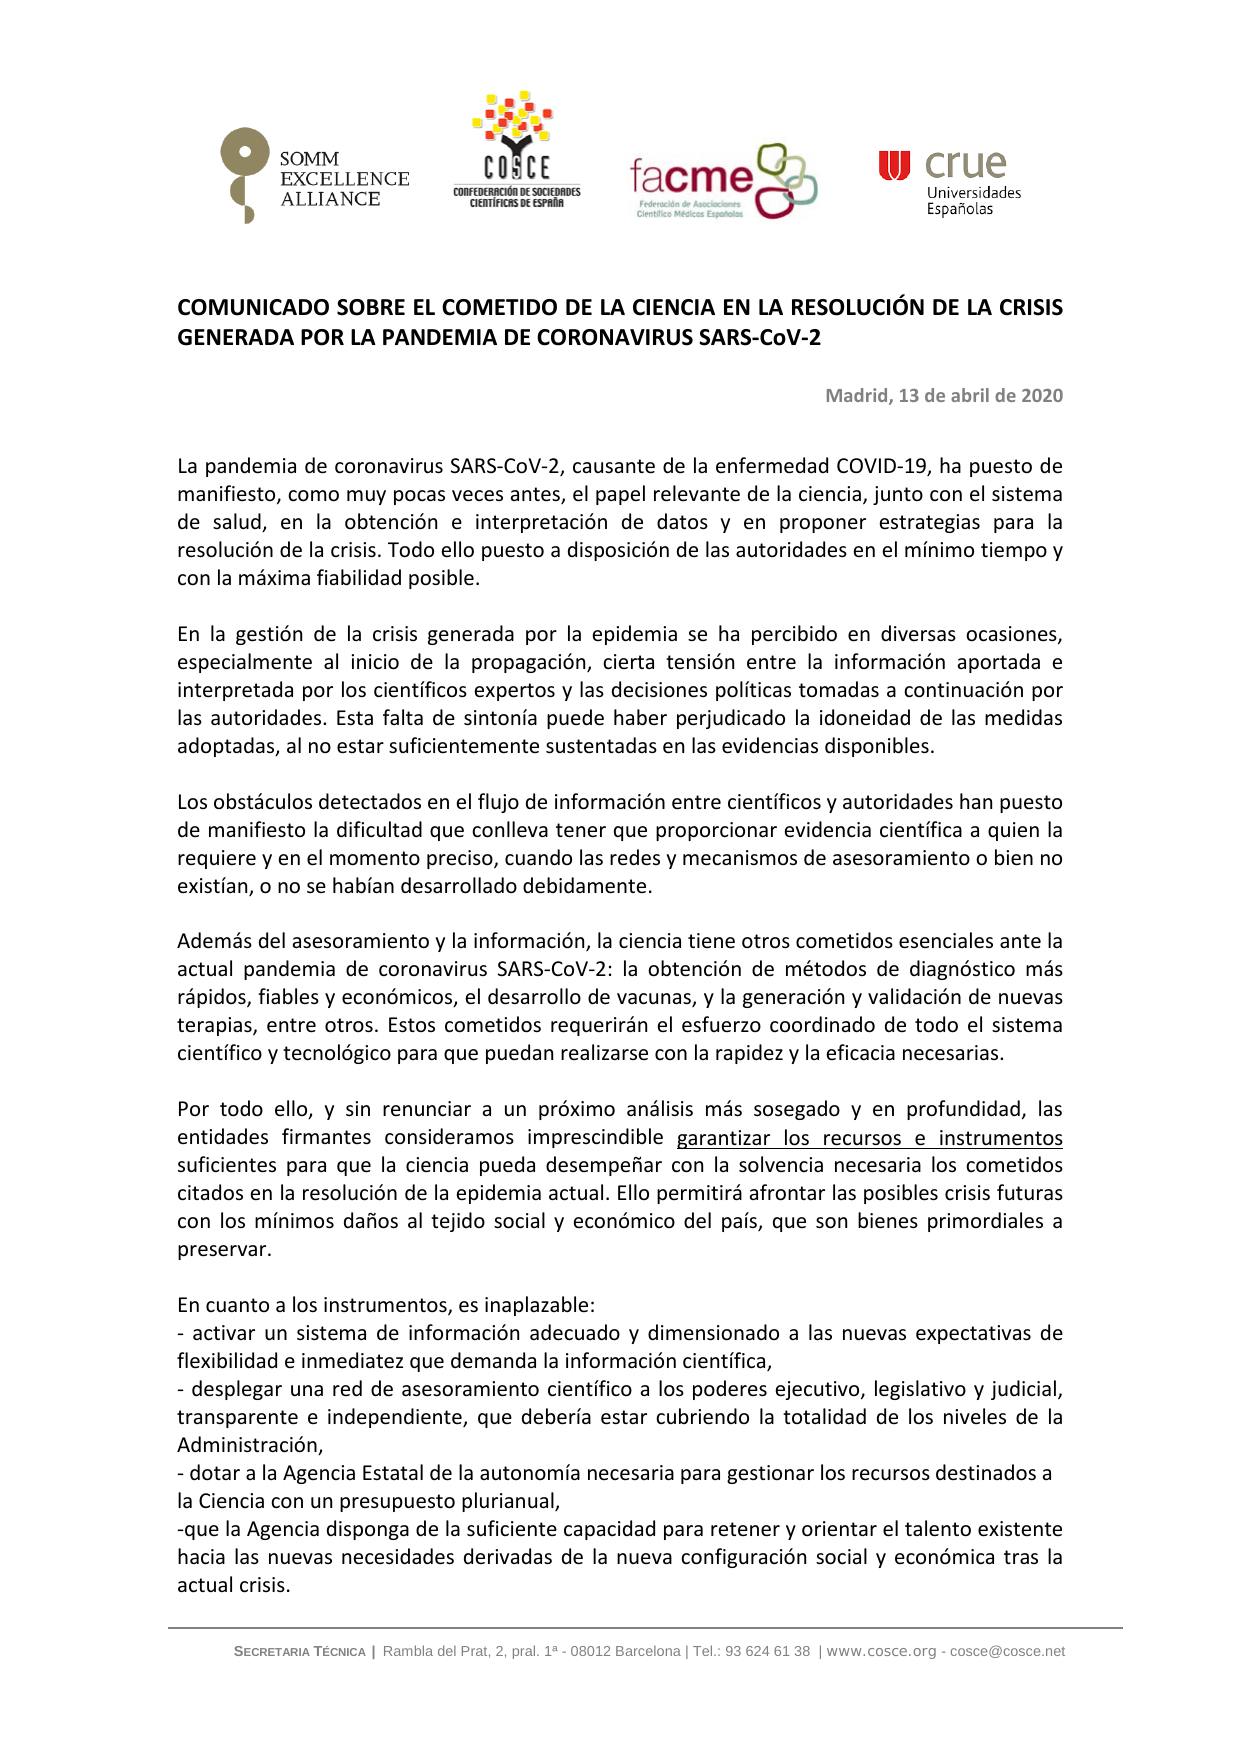 SOMM
EXCELLENCE
ALLIANCE
COSCE
CONFEDERACIÓN DE SOCIEDADES
CIENTÍFICAS DE ESPAÑA
facme
Federación de Asociaciones
Científico Médicas Españolas
crue
Universidades
Españolas
COMUNICADO SOBRE EL COMETIDO DE LA CIENCIA EN LA RESOLUCIÓN DE LA CRISIS
GENERADA POR LA PANDEMIA DE CORONAVIRUS SARS-CoV-2
Madrid, 13 de abril de 2020
La pandemia de coronavirus SARS-CoV-2, causante de la enfermedad COVID-19, ha puesto de
manifiesto, como muy pocas veces antes, el papel relevante de la ciencia, junto con el sistema
de salud, en la obtención e interpretación de datos y en proponer estrategias para la
resolución de la crisis. Todo ello puesto a disposición de las autoridades en el mínimo tiempo y
con la máxima fiabilidad posible.
En la gestión de la crisis generada por la epidemia se ha percibido en diversas ocasiones,
especialmente al inicio de la propagación, cierta tensión entre la información aportada e
interpretada por los científicos expertos y las decisiones políticas tomadas a continuación por
las autoridades. Esta falta de sintonía puede haber perjudicado la idoneidad de las medidas
adoptadas, al no estar suficientemente sustentadas en las evidencias disponibles.
Los obstáculos detectados en el flujo de información entre científicos y autoridades han puesto
de manifiesto la dificultad que conlleva tener que proporcionar evidencia científica a quien la
requiere y en el momento preciso, cuando las redes y mecanismos de asesoramiento o bien no
existían, o no se habían desarrollado debidamente.
Además del asesoramiento y la información, la ciencia tiene otros cometidos esenciales ante la
actual pandemia de coronavirus SARS-CoV-2: la obtención de métodos de diagnóstico más
rápidos, fiables y económicos, el desarrollo de vacunas, y la generación y validación de nuevas
terapias, entre otros. Estos cometidos requerirán el esfuerzo coordinado de todo el sistema
científico y tecnológico para que puedan realizarse con la rapidez y la eficacia necesarias.
Por todo ello, y sin renunciar a un próximo análisis más sosegado y en profundidad, las
entidades firmantes consideramos imprescindible garantizar los recursos e instrumentos
suficientes para que la ciencia pueda desempeñar con la solvencia necesaria los cometidos
citados en la resolución de la epidemia actual. Ello permitirá afrontar las posibles crisis futuras
con los mínimos daños al tejido social y económico del país, que son bienes primordiales a
preservar.
En cuanto a los instrumentos, es inaplazable:
- activar un sistema de información adecuado y dimensionado a las nuevas expectativas de
flexibilidad e inmediatez que demanda la información científica,
- desplegar una red de asesoramiento científico a los poderes ejecutivo, legislativo y judicial,
transparente e independiente, que debería estar cubriendo la totalidad de los niveles de la
Administración,
- dotar a la Agencia Estatal de la autonomía necesaria para gestionar los recursos destinados a
la Ciencia con un presupuesto plurianual,
-que la Agencia disponga de la suficiente capacidad para retener y orientar el talento existente
hacia las nuevas necesidades derivadas de la nueva configuración social y económica tras la
actual crisis.
SECRETARIA TÉCNICA | Rambla del Prat, 2, pral. 1ª - 08012 Barcelona | Tel.: 93 624 61 38 | www.cosce.org - cosce@cosce.net